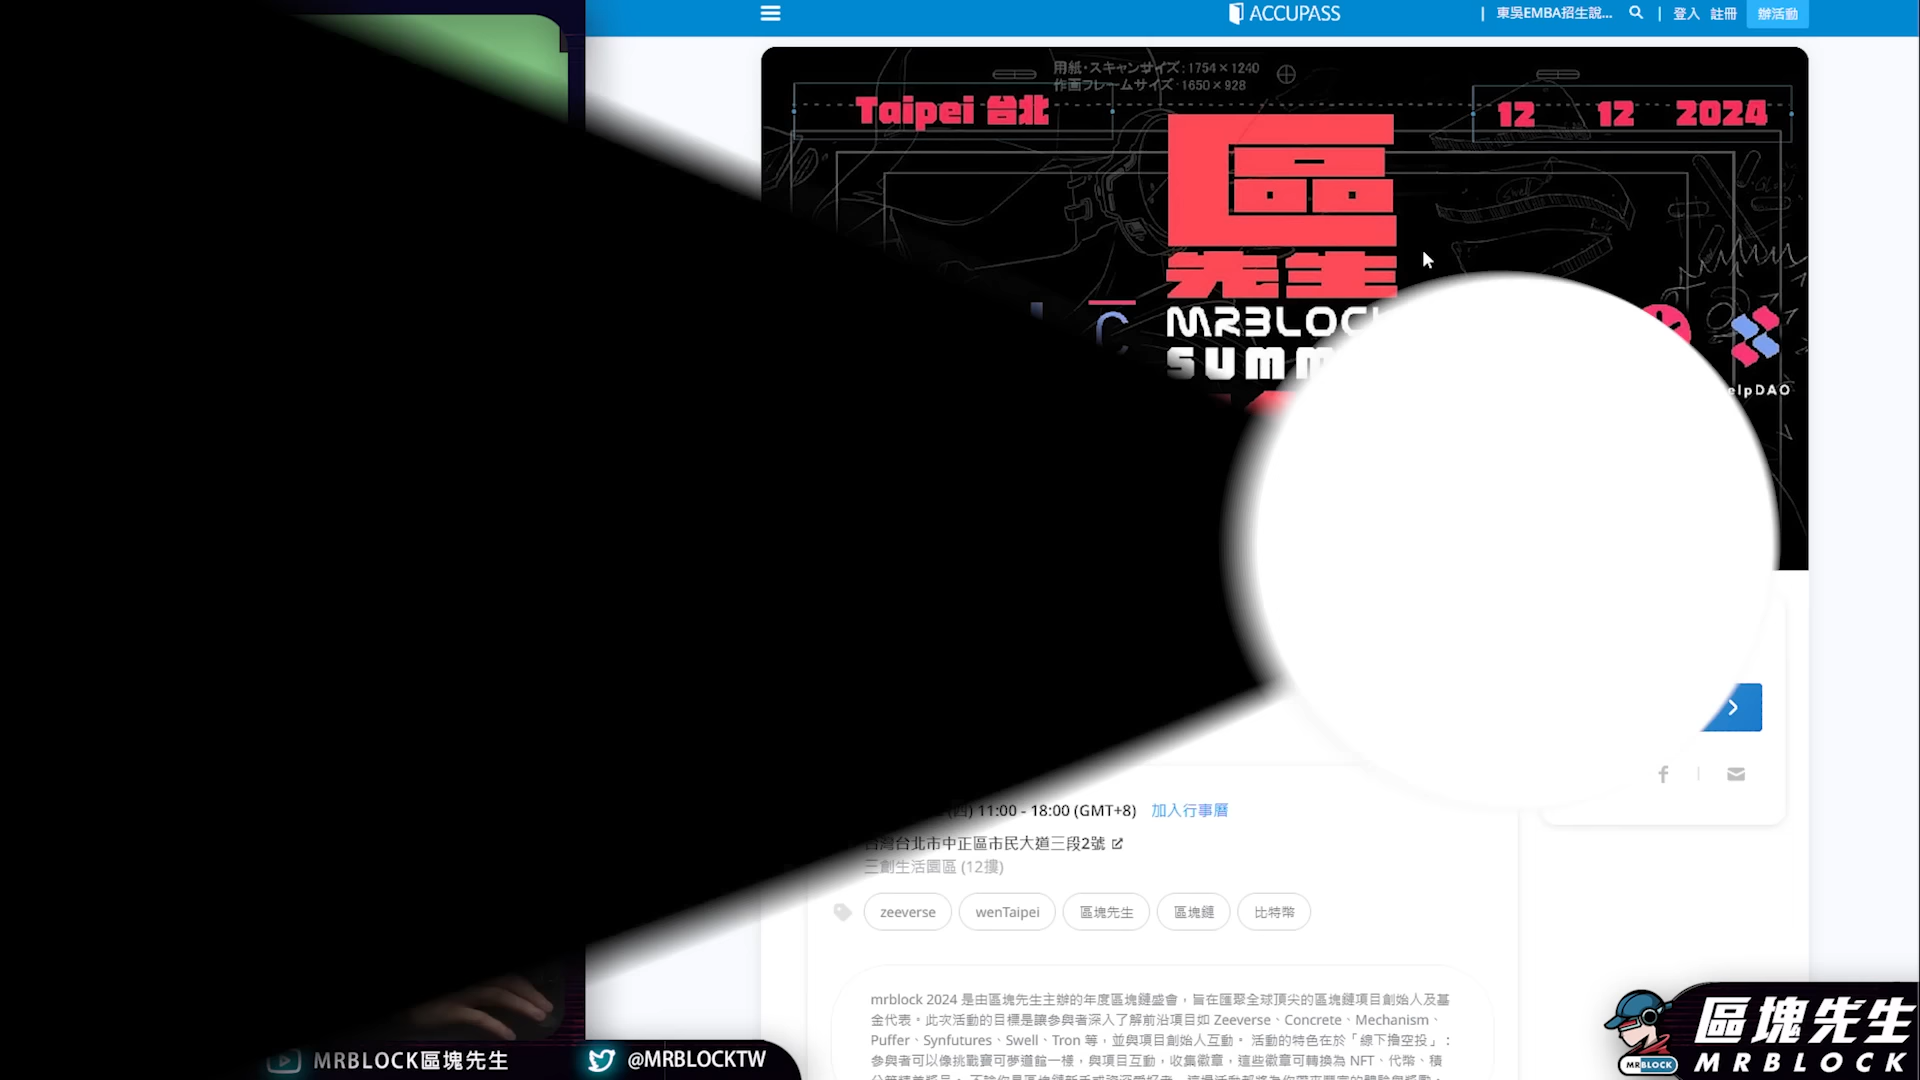 ACCUPASS
東吳EMBA招生說...
登入 註冊 辦活動
用紙・スキャンサイズ:1754×1240
作画フレームサイズ:1650×928
Taipei 台北
12 12 2024
區
先生
MRBLOC
SUMM
elpDAO
(四) 11:00 - 18:00 (GMT+8) 加入行事曆
台灣台北市中正區市民大道三段2號
三創生活園區 (12摟)
zeeverse wenTaipei 區塊先生 區塊鏈 比特幣
mrblock 2024 是由區塊先生主辦的年度區塊鏈盛會，旨在匯聚全球頂尖的區塊鏈項目創始人及基
金代表。此次活動的目標是讓參與者深入了解前沿項目如 Zeeverse、Concrete、Mechanism、
Puffer、Synfutures、Swell、Tron 等，並與項目創始人互動。 活動的特色在於「線下擼空投」：
參與者可以像挑戰寶可夢道館一樣，與項目互動，收集徽章，這些徽章可轉換為 NFT、代幣、積
MRBLOCK區塊先生
@MRBLOCKTW
MRBLOCK
區塊先生
MRBLOCK